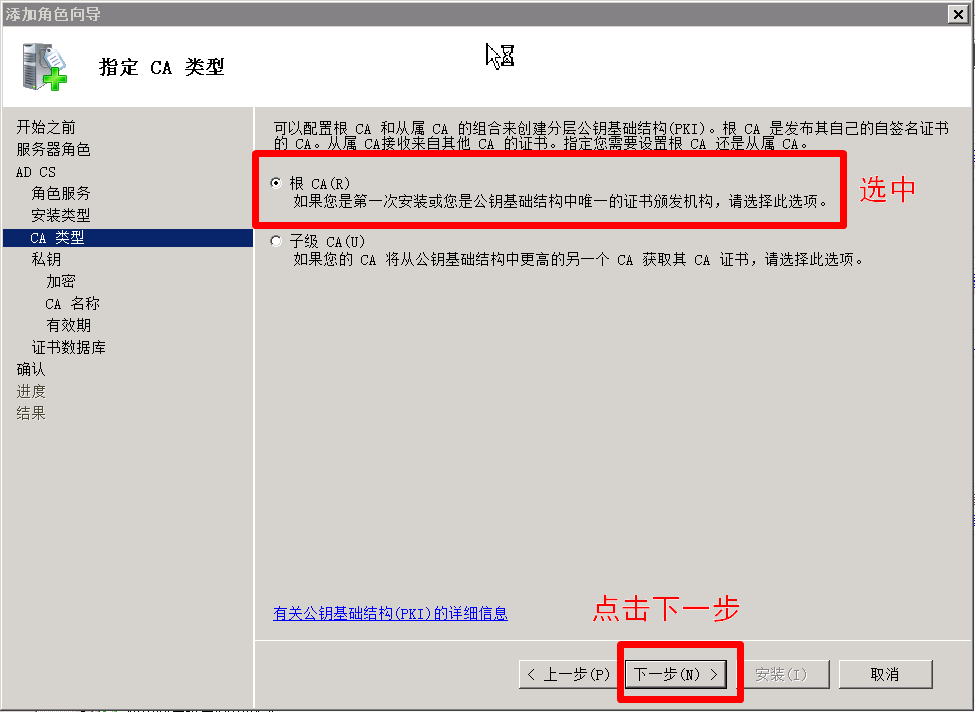 添加角色向导
指定 CA 类型
开始之前
服务器角色
AD CS
角色服务
安装类型
CA 类型
私钥
加密
CA 名称
有效期
证书数据库
确认
进度
结果
可以配置根 CA 和从属 CA 的组合来创建分层公钥基础结构(PKI)。根 CA 是发布其自己的自签名证书
的 CA。从属 CA接收来自其他 CA 的证书。指定您需要设置根 CA 还是从属 CA。
根 CA(R)
如果您是第一次安装或您是公钥基础结构中唯一的证书颁发机构，请选择此选项。
选中
子级 CA(U)
如果您的 CA 将从公钥基础结构中更高的另一个 CA 获取其 CA 证书，请选择此选项。
有关公钥基础结构(PKI)的详细信息
点击下一步
< 上一步(P)
下一步(N) >
安装(I)
取消